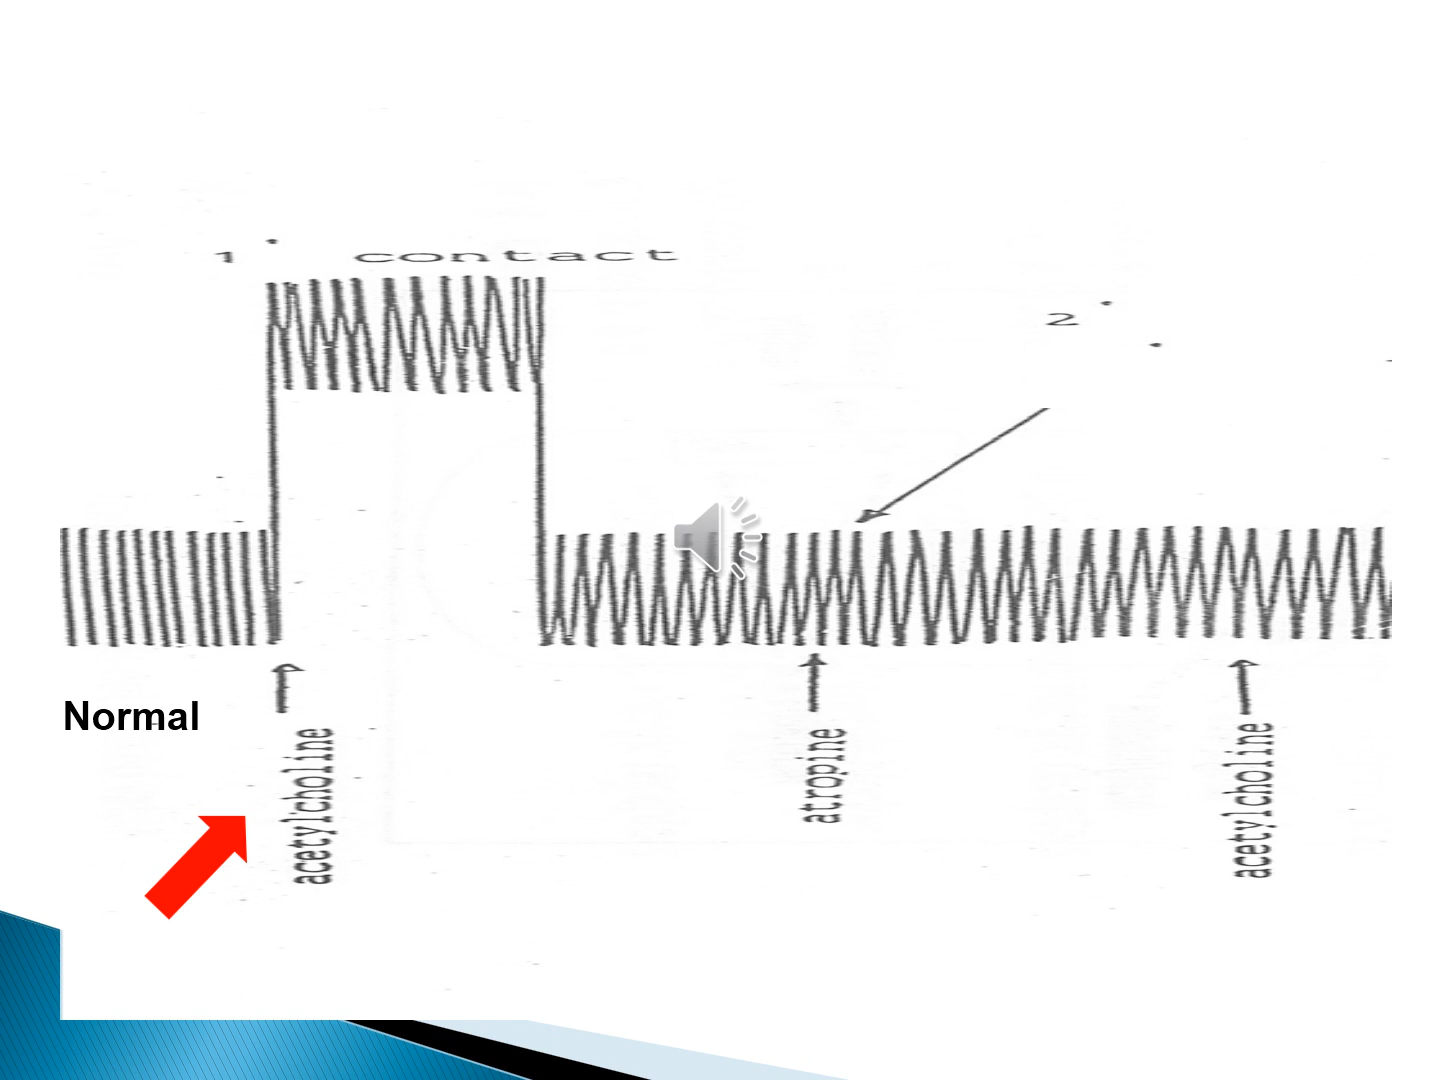 1
contact
2
Normal
acetylcholine
atropine
acetylcholine